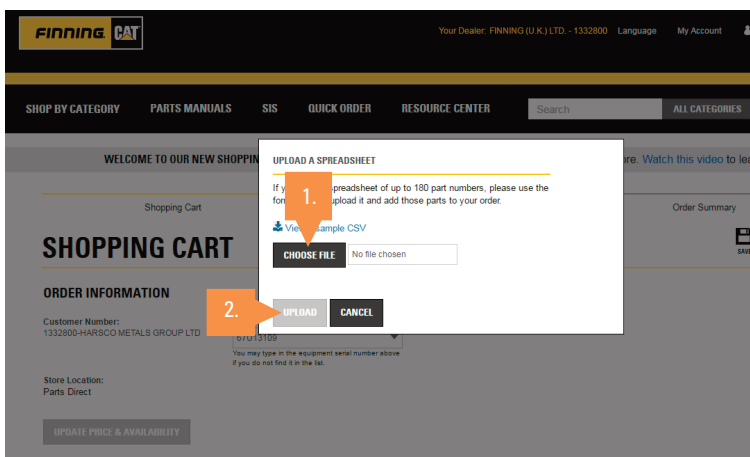 FINNING. CAT
Your Dealer: FINNING (U.K.) LTD. - 1332800 Language My Account
SHOP BY CATEGORY PARTS MANUALS SIS QUICK ORDER RESOURCE CENTER Search ALL CATEGORIES
WELCOME TO OUR NEW SHOPPIN
ore. Watch this video to lea
UPLOAD A SPREADSHEET
If y spreadsheet of up to 180 part numbers, please use the
for upload it and add those parts to your order.
1.
Vie sample CSV
CHOOSE FILE No file chosen
2.
UPLOAD CANCEL
Shopping Cart
Order Summary
SHOPPING CART
SAVE
ORDER INFORMATION
Customer Number:
1332800-HARSCO METALS GROUP LTD
67U13109
You may type in the equipment serial number above
if you do not find it in the list.
Store Location:
Parts Direct
UPDATE PRICE & AVAILABILITY